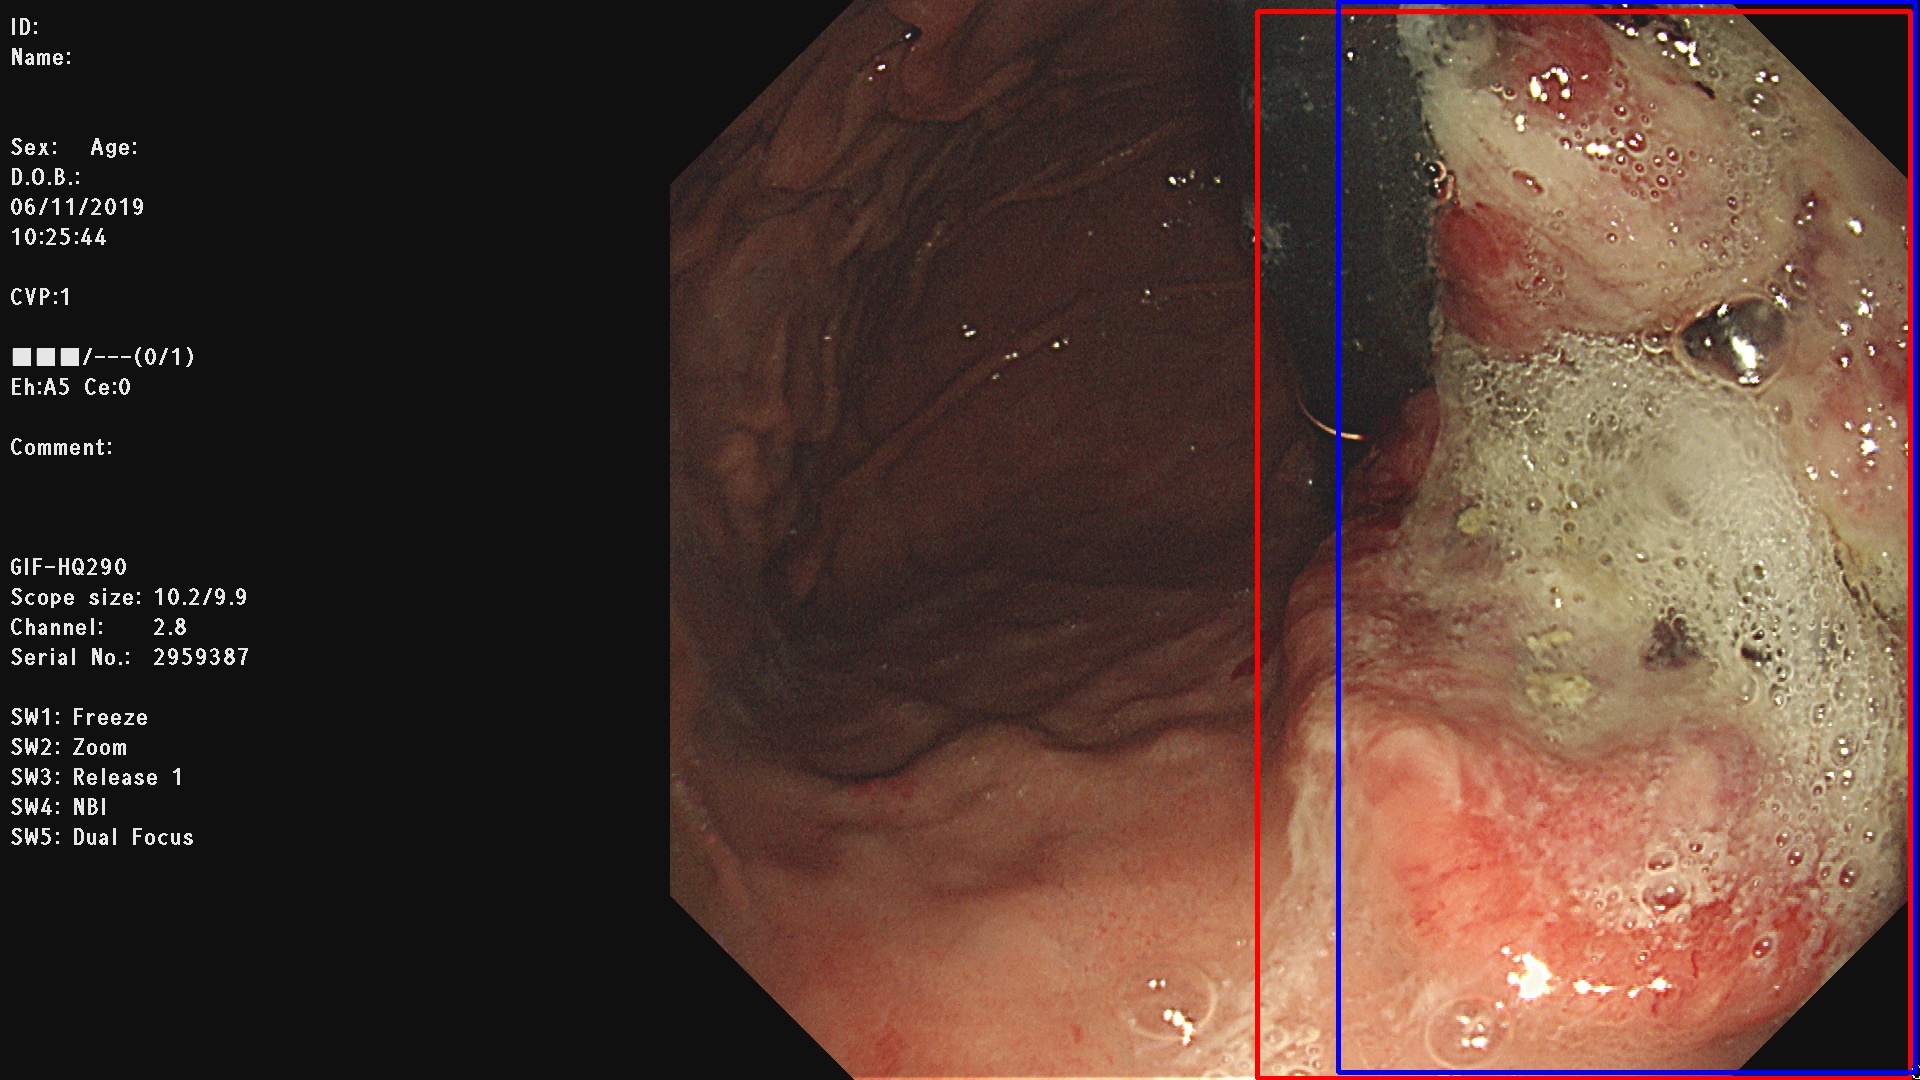 ID:
Name:
Sex: Age:
D.O.B.:
06/11/2019
10:25:44
CVP:1
■■■/---(0/1)
Eh:A5 Ce:0
Comment:
GIF-HQ290
Scope size: 10.2/9.9
Channel: 2.8
Serial No.: 2959387
SW1: Freeze
SW2: Zoom
SW3: Release 1
SW4: NBI
SW5: Dual Focus